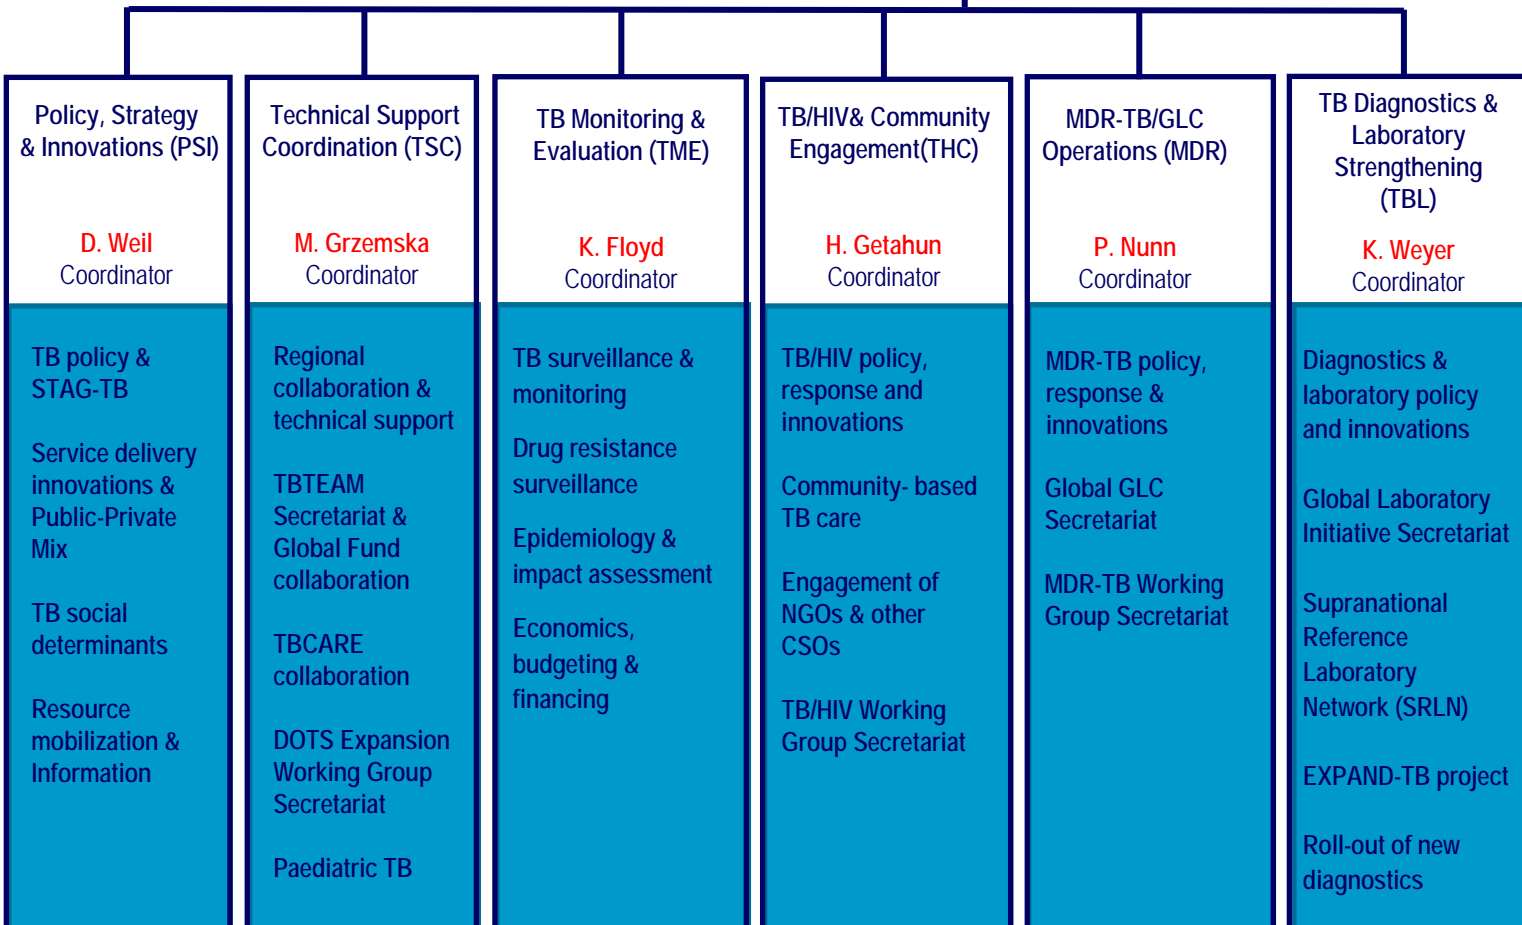 Policy, Strategy
& Innovations (PSI)
D. Weil
Coordinator
TB policy &
STAG-TB
Service delivery
innovations &
Public-Private
Mix
TB social
determinants
Resource
mobilization &
Information
Technical Support
Coordination (TSC)
M. Grzemska
Coordinator
Regional
collaboration &
technical support
TBTEAM
Secretariat &
Global Fund
collaboration
TBCARE
collaboration
DOTS Expansion
Working Group
Secretariat
Paediatric TB
TB Monitoring &
Evaluation (TME)
K. Floyd
Coordinator
TB surveillance &
monitoring
Drug resistance
surveillance
Epidemiology &
impact assessment
Economics,
budgeting &
financing
TB/HIV& Community
Engagement(THC)
H. Getahun
Coordinator
TB/HIV policy,
response and
innovations
Community- based
TB care
Engagement of
NGOs & other
CSOs
TB/HIV Working
Group Secretariat
MDR-TB/GLC
Operations (MDR)
P. Nunn
Coordinator
MDR-TB policy,
response &
innovations
Global GLC
Secretariat
MDR-TB Working
Group Secretariat
TB Diagnostics &
Laboratory
Strengthening
(TBL)
K. Weyer
Coordinator
Diagnostics &
laboratory policy
and innovations
Global Laboratory
Initiative Secretariat
Supranational
Reference
Laboratory
Network (SRLN)
EXPAND-TB project
Roll-out of new
diagnostics